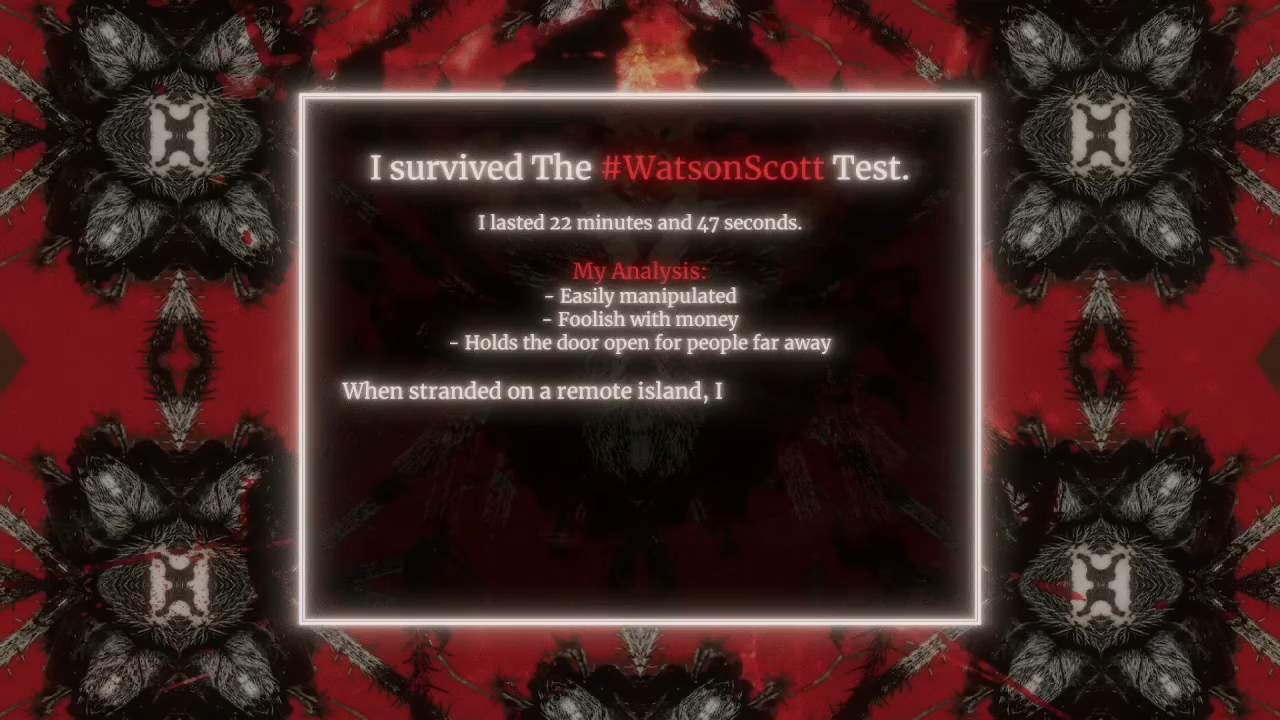 I survived The #WatsonScott Test.
I lasted 22 minutes and 47 seconds.
My Analysis:
- Easily manipulated
- Foolish with money
- Holds the door open for people far away
When stranded on a remote island, I